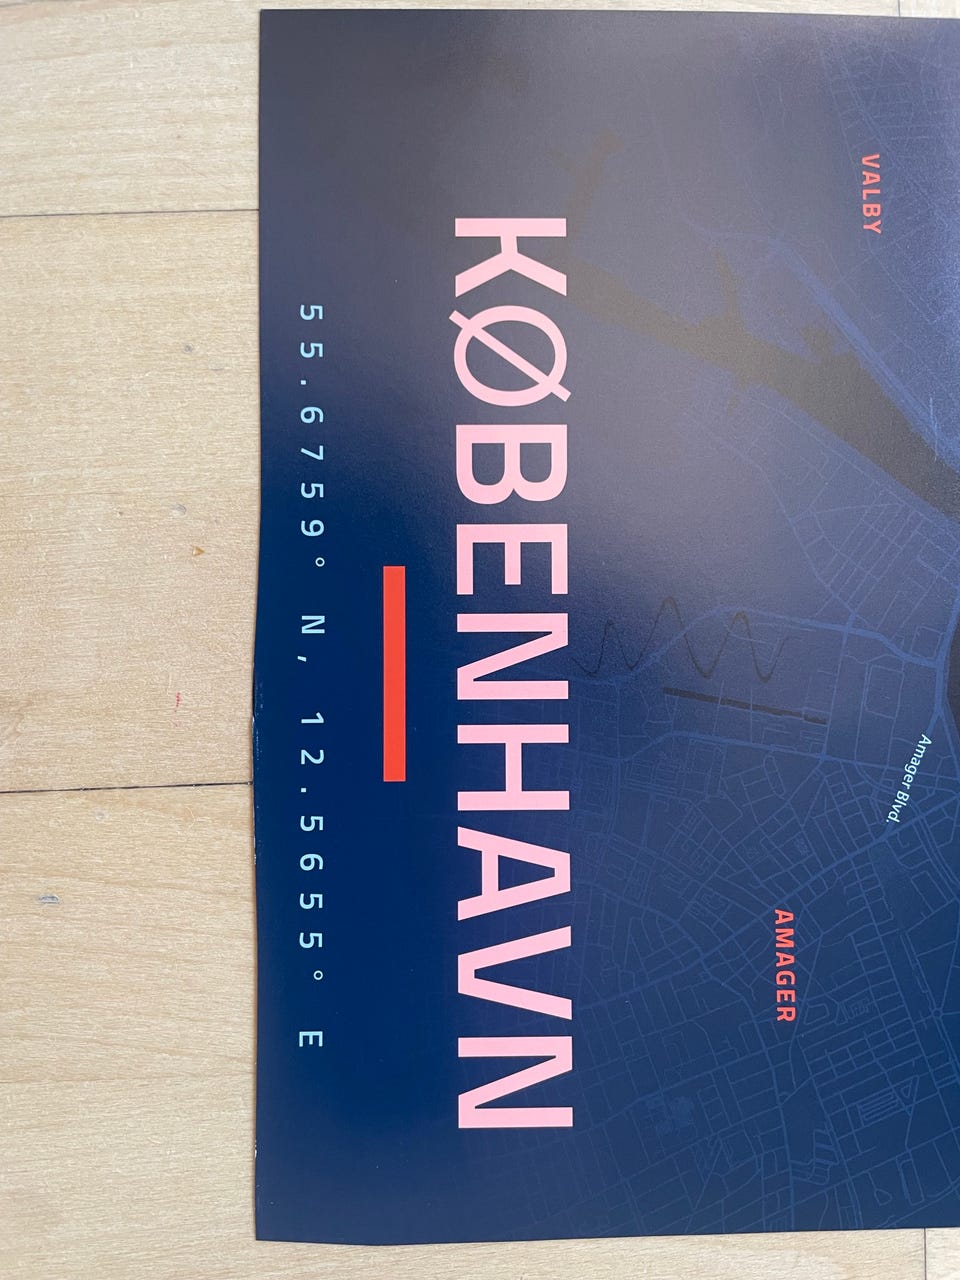 VALBY
Amager Blvd.
AMAGER
KØBENHAVN
55.6759° N, 12.5655° E